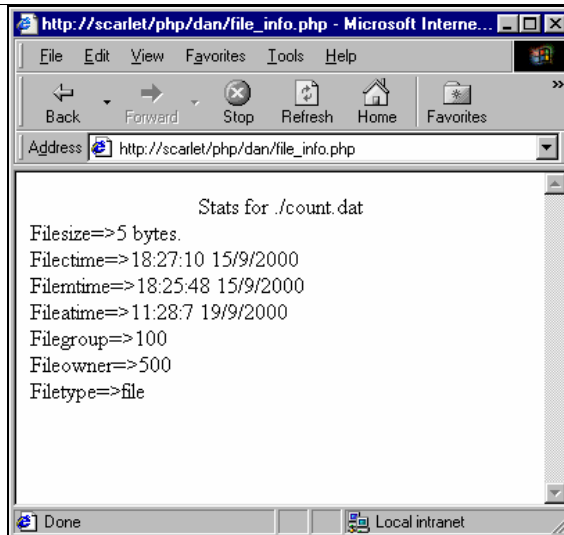 http://scarlet/php/dan/file_info.php - Microsoft Interne...
File Edit View Favorites Tools Help
Back Forward Stop Refresh Home Favorites »
Address http://scarlet/php/dan/file_info.php
Stats for ./count.dat
Filesize=>5 bytes.
Filectime=>18:27:10 15/9/2000
Filemtime=>18:25:48 15/9/2000
Fileatime=>11:28:7 19/9/2000
Filegroup=>100
Fileowner=>500
Filetype=>file
Done Local intranet